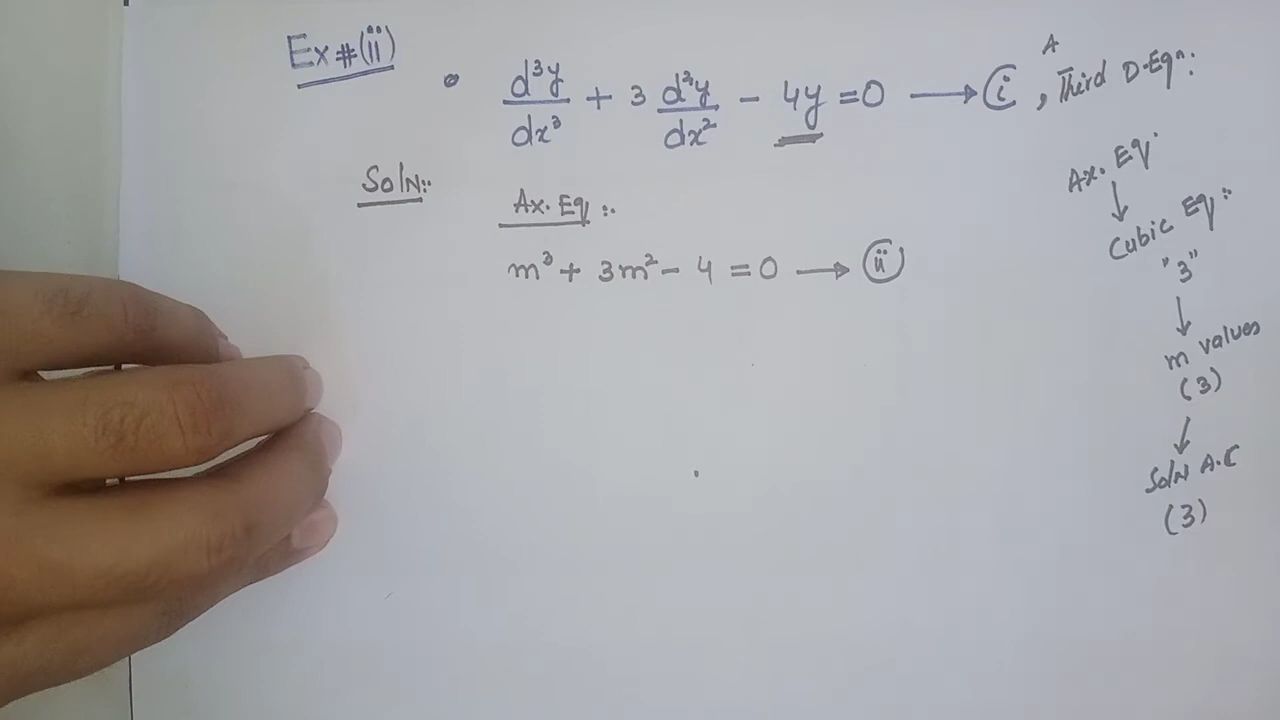 Ex#(ii)
d³y/dx³ + 3 d²y/dx² - 4y = 0 → (i) , A Third D.Eqⁿ:
Soln::
Ax. Eq ::
m³ + 3m² - 4 = 0 → (ii)
Ax. Eq.
↓
Cubic Eq::
"3"
↓
m values
(3)
↓
Soln A.C
(3)